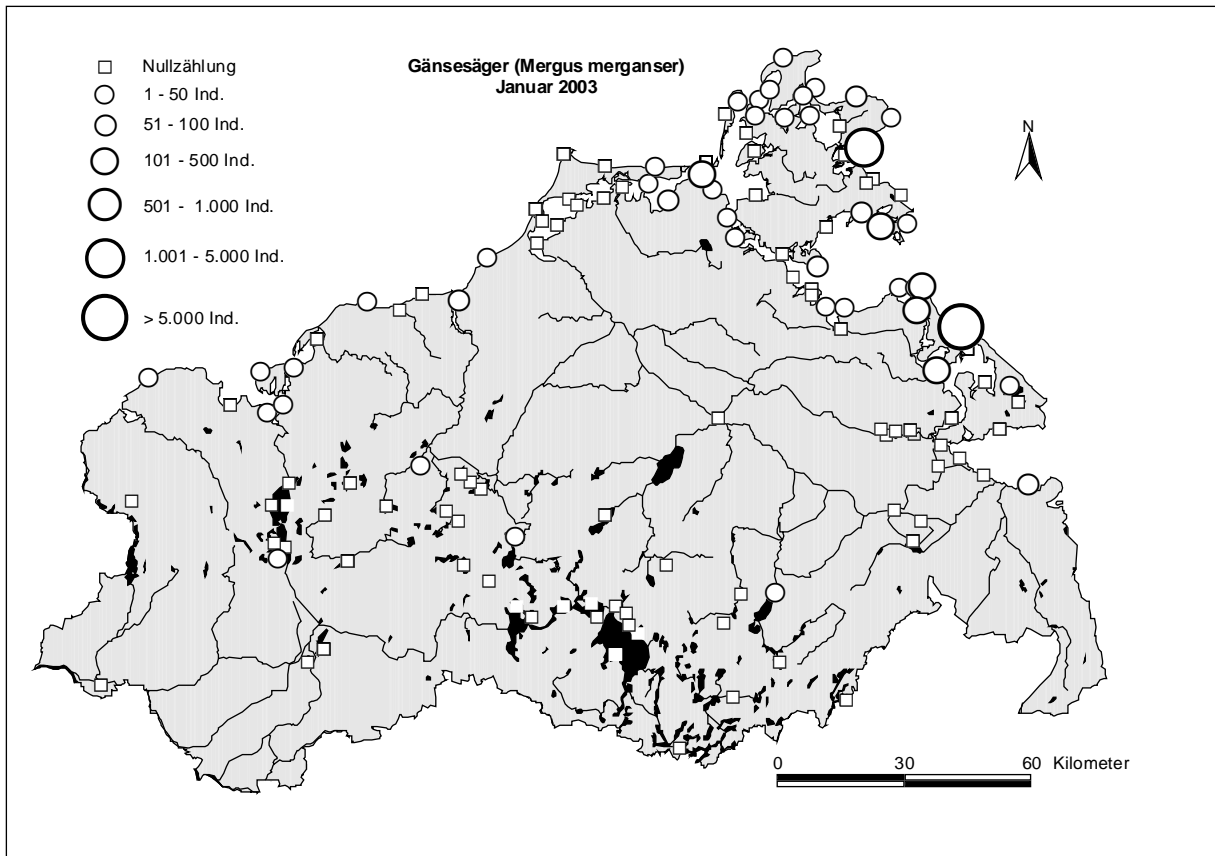 Nullzählung
1 - 50 Ind.
51 - 100 Ind.
101 - 500 Ind.
501 - 1.000 Ind.
1.001 - 5.000 Ind.
> 5.000 Ind.
Gänsesäger (Mergus merganser)
Januar 2003
N
0 30 60 Kilometer